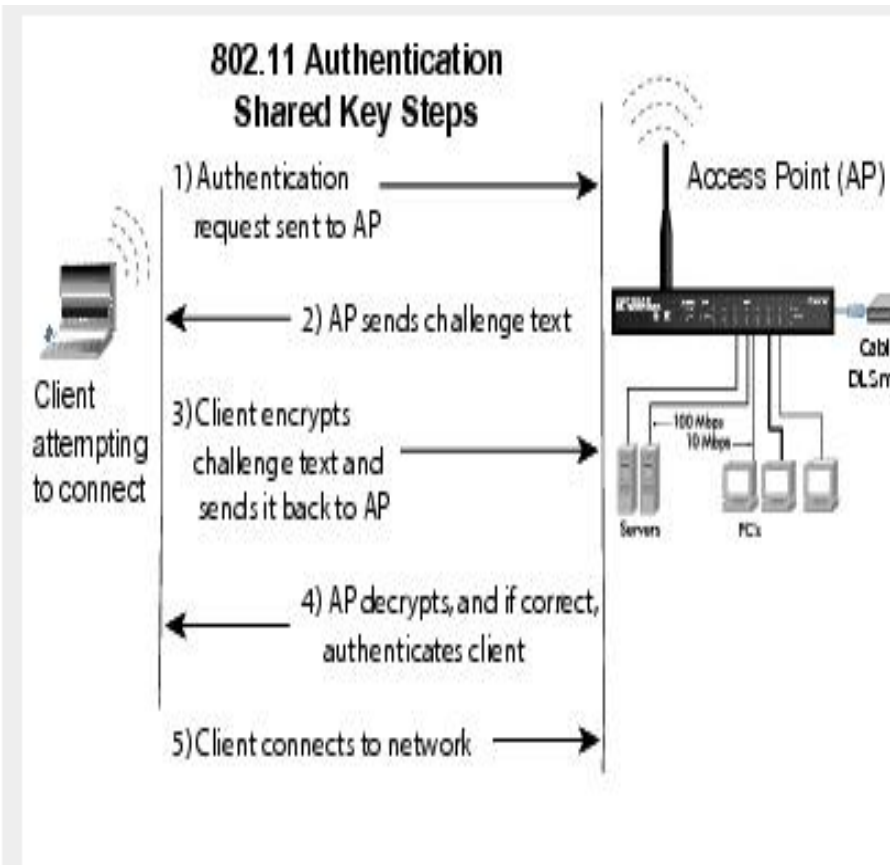 802.11 Authentication
Shared Key Steps
1) Authentication
request sent to AP
Access Point (AP)
2) AP sends challenge text
Client
attempting
to connect
3) Client encrypts
challenge text and
sends it back to AP
100 Mbps
10 Mbps
Servers
PC's
4) AP decrypts, and if correct,
authenticates client
5) Client connects to network